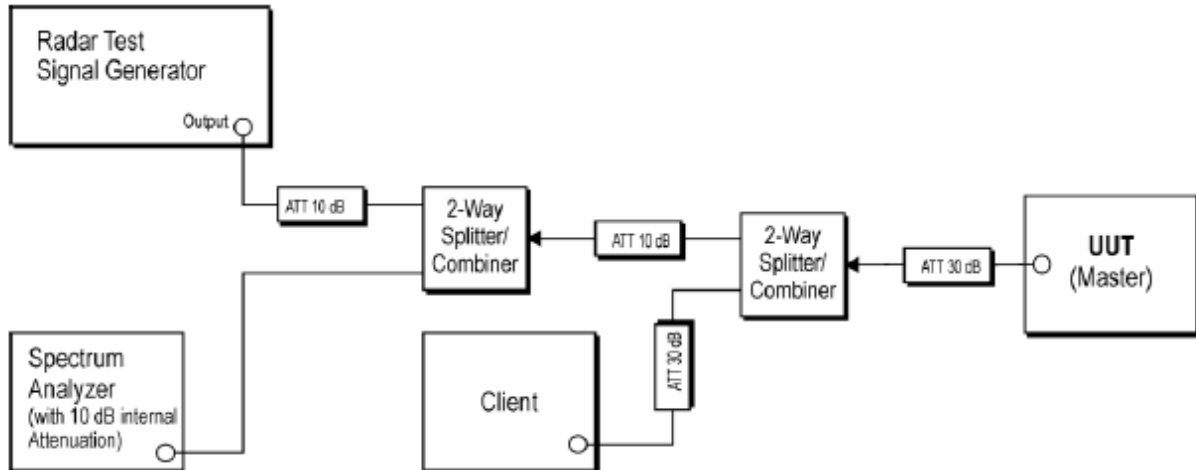 Radar Test
Signal Generator
Output
ATT 10 dB
2-Way
Splitter/
Combiner
ATT 10 dB
2-Way
Splitter/
Combiner
ATT 30 dB
UUT
(Master)
Spectrum
Analyzer
(with 10 dB internal
Attenuation)
Client
ATT 30 dB